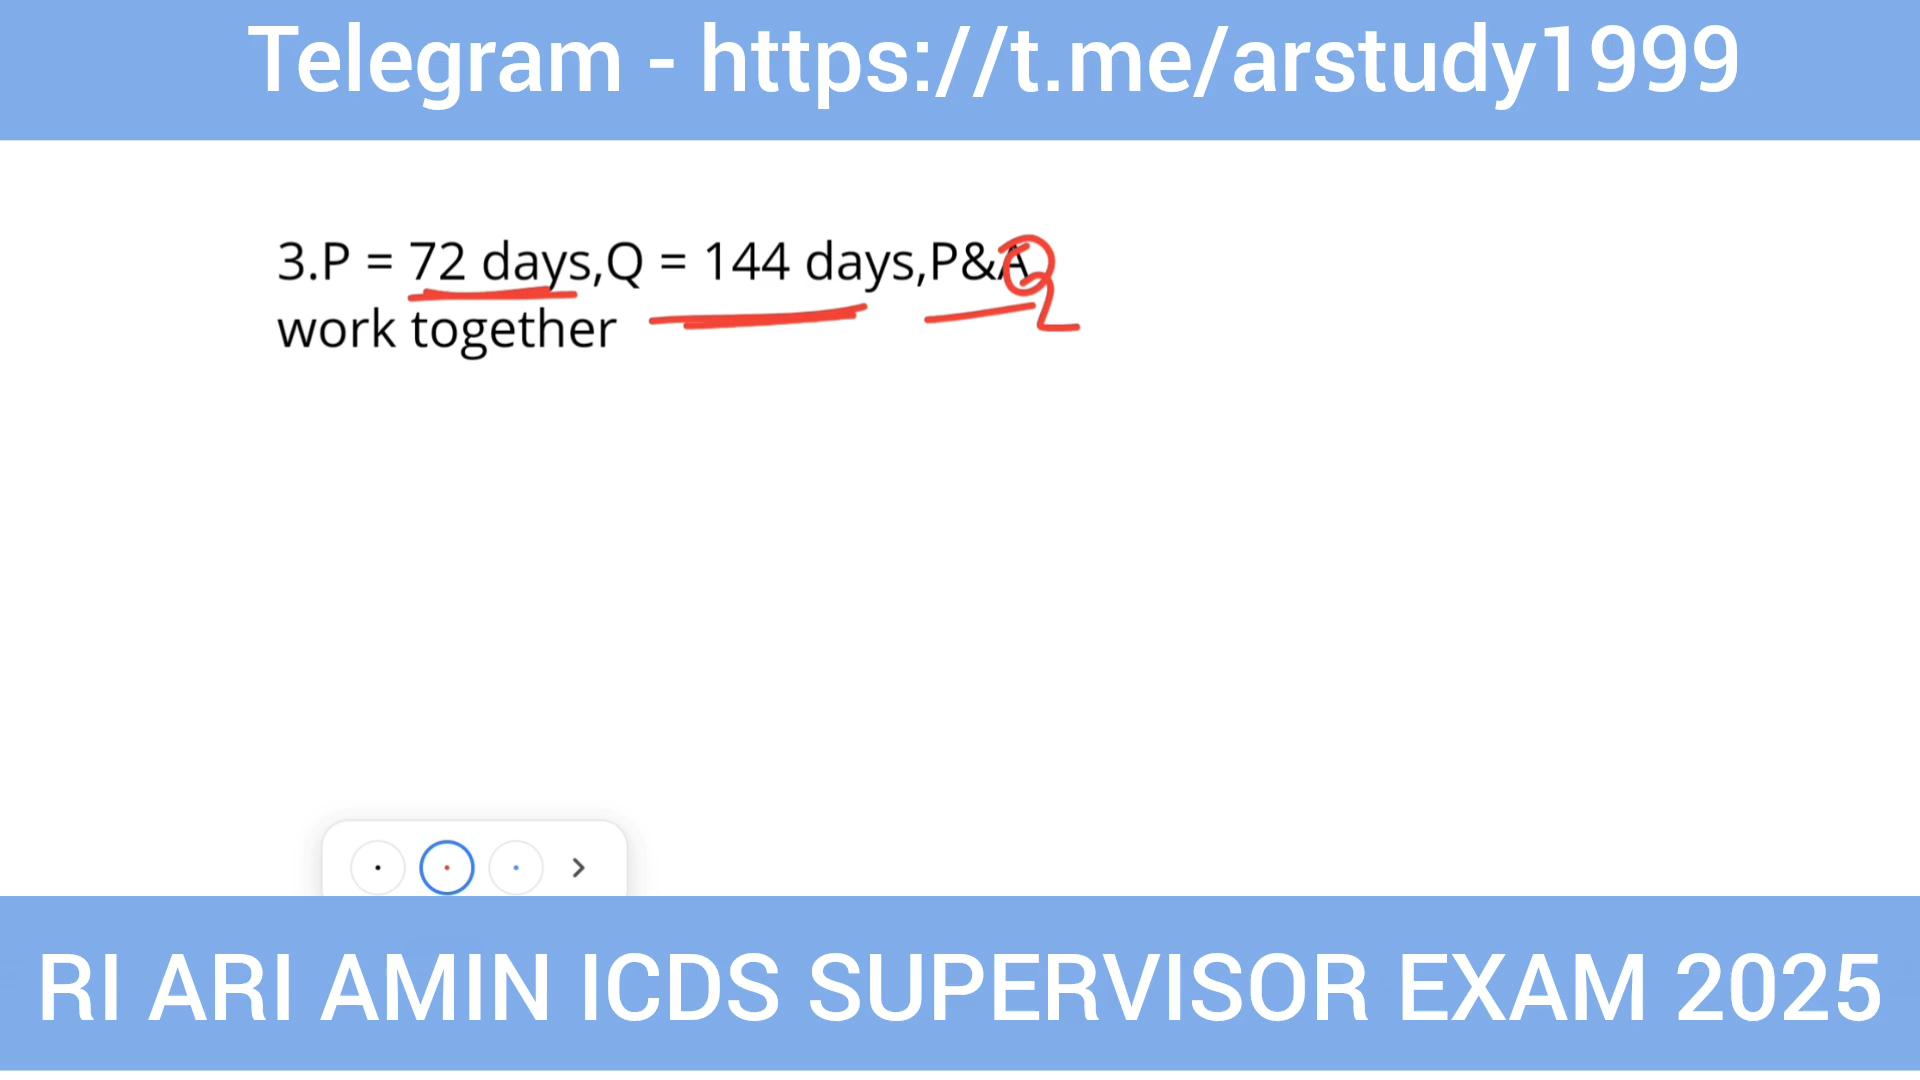 Telegram - https://t.me/arstudy1999
3.P = 72 days,Q = 144 days,P&A Q
work together
RI ARI AMIN ICDS SUPERVISOR EXAM 2025